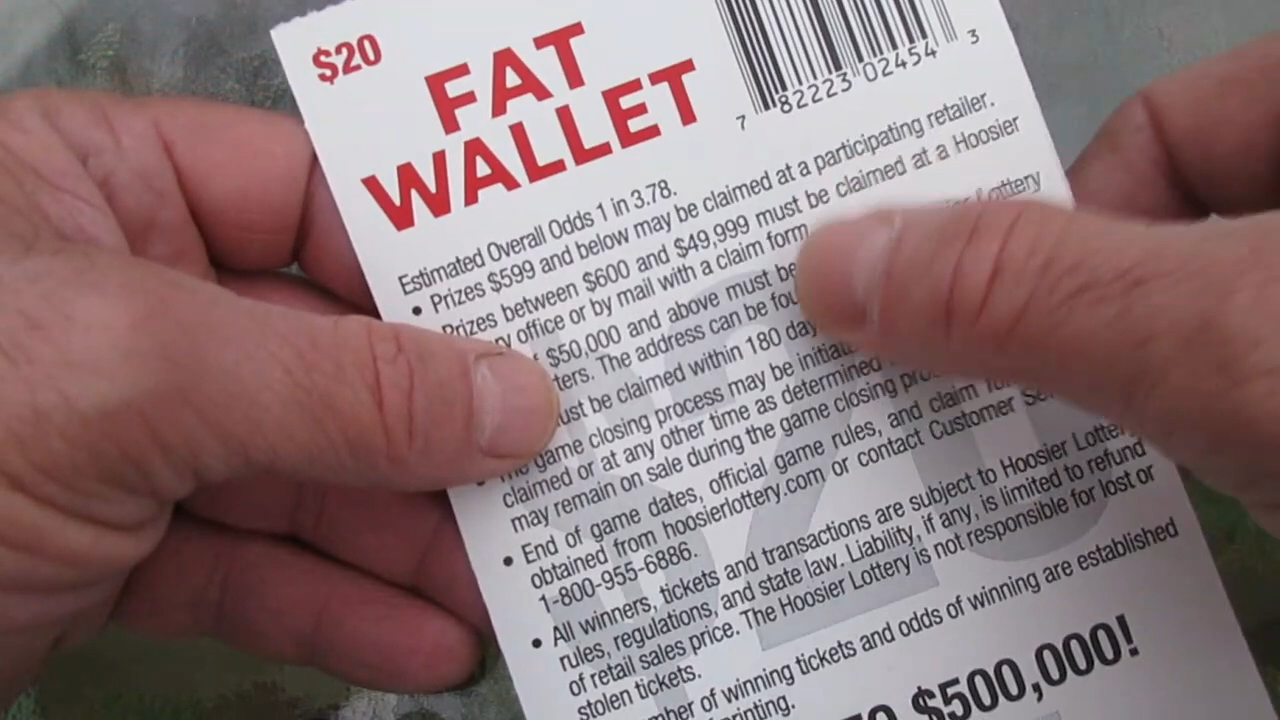 $20
FAT
WALLET
7 82223 02454 3
Estimated Overall Odds 1 in 3.78.
• Prizes $599 and below may be claimed at a participating retailer.
Prizes between $600 and $49,999 must be claimed at a Hoosier
office or by mail with a claim form
Lottery
$50,000 and above must be
The address can be
must be claimed within 180
game closing process may be
claimed or at any other time as determined
may remain on sale during the game closing
• End of game dates, official game rules, and claim
obtained from hoosierlottery.com or contact Customer
1-800-955-6886.
• All winners, tickets and transactions are subject to Hoosier Lottery
rules, regulations, and state law. Liability, if any, is limited to refund
of retail sales price. The Hoosier Lottery is not responsible for lost or
stolen tickets.
of winning tickets and odds of winning are established
printing.
TO $500,000!
20